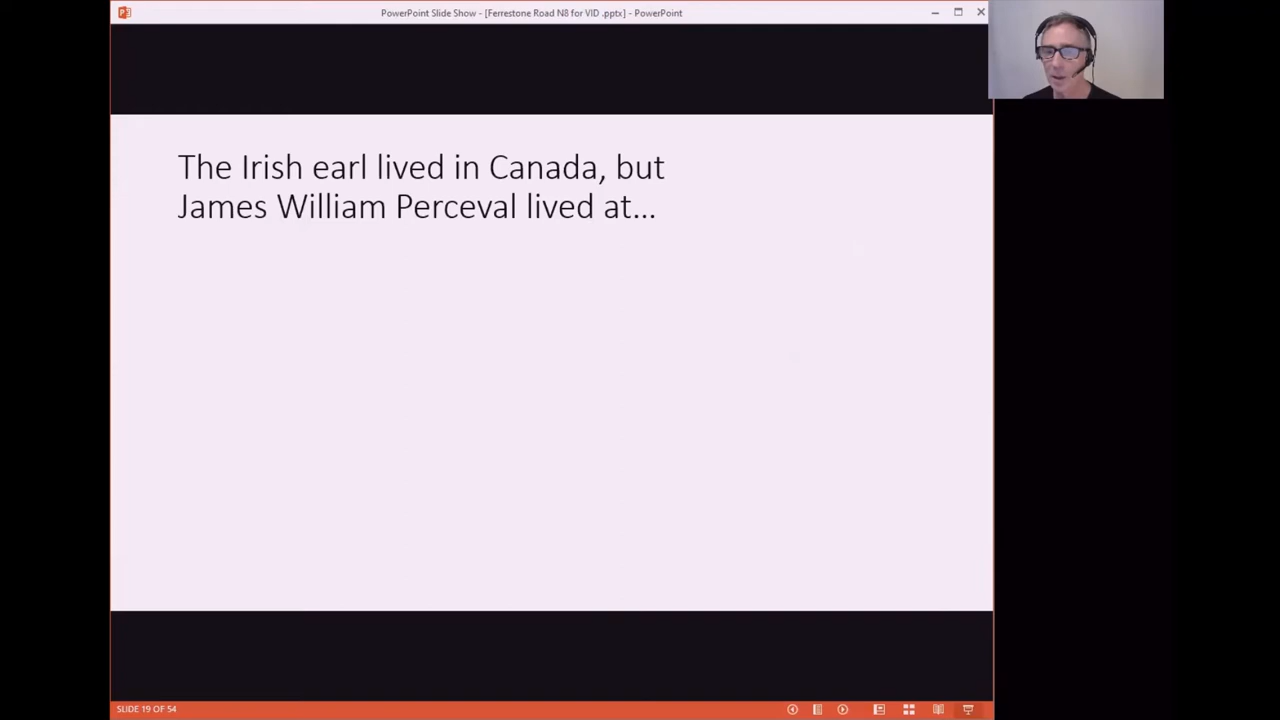 PowerPoint Slide Show - [Ferrestone Road N8 for VID .pptx] - PowerPoint
The Irish earl lived in Canada, but
James William Perceval lived at...
SLIDE 19 OF 54